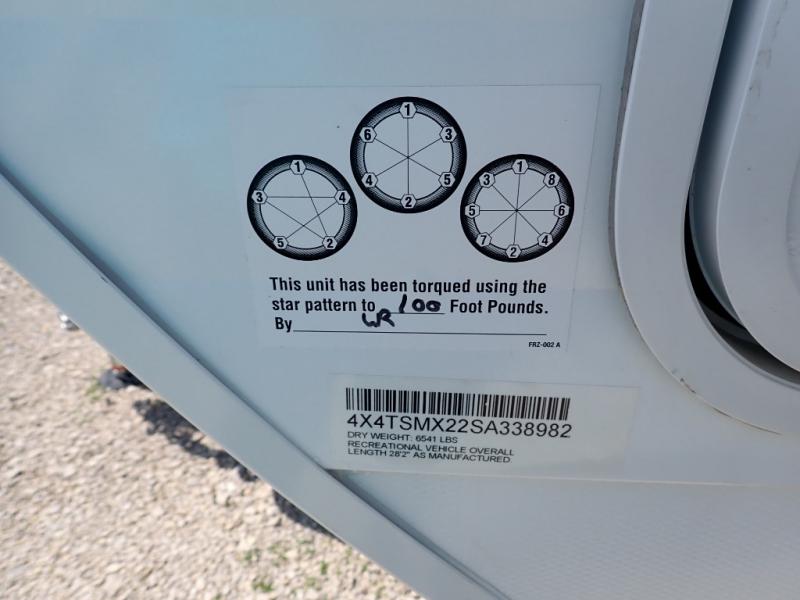 1
6 3
4 5
2
1
3 4
5 2
1
3 8
5 6
7 4
2
This unit has been torqued using the
star pattern to 100 Foot Pounds.
By WR
FRZ-002 A
4X4TSMX22SA338982
DRY WEIGHT: 6541 LBS
RECREATIONAL VEHICLE OVERALL
LENGTH 28'2" AS MANUFACTURED